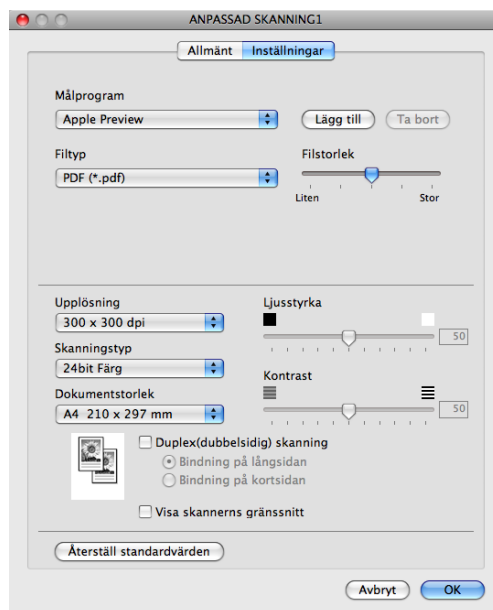 ANPASSAD SKANNING1
Allmänt Inställningar
Målprogram
Apple Preview Lägg till Ta bort
Filtyp Filstorlek
PDF (*.pdf)
Liten Stor
Upplösning Ljusstyrka
300 x 300 dpi
50
Skanningstyp
24bit Färg
Kontrast
Dokumentstorlek
A4 210 x 297 mm 50
Duplex(dubbelsidig) skanning
Bindning på långsidan
Bindning på kortsidan
Visa skannerns gränssnitt
Återställ standardvärden
Avbryt OK